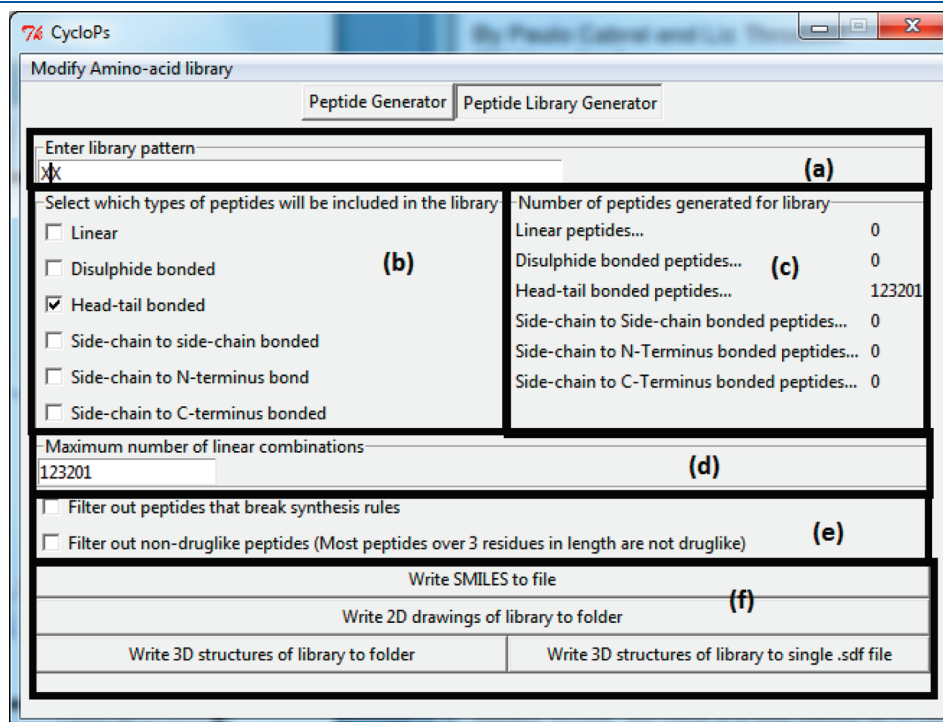 By Paulo Cabral and Liz
CycloPs
Modify Amino-acid library
Peptide Generator Peptide Library Generator
Enter library pattern
XX
(a)
Select which types of peptides will be included in the library
Linear
Disulphide bonded
Head-tail bonded
Side-chain to side-chain bonded
Side-chain to N-terminus bond
Side-chain to C-terminus bonded
(b)
Number of peptides generated for library
Linear peptides... 0
Disulphide bonded peptides... 0
Head-tail bonded peptides... 123201
Side-chain to Side-chain bonded peptides... 0
Side-chain to N-Terminus bonded peptides... 0
Side-chain to C-Terminus bonded peptides... 0
(c)
Maximum number of linear combinations
123201
(d)
Filter out peptides that break synthesis rules
Filter out non-druglike peptides (Most peptides over 3 residues in length are not druglike)
(e)
Write SMILES to file
(f)
Write 2D drawings of library to folder
Write 3D structures of library to folder Write 3D structures of library to single .sdf file